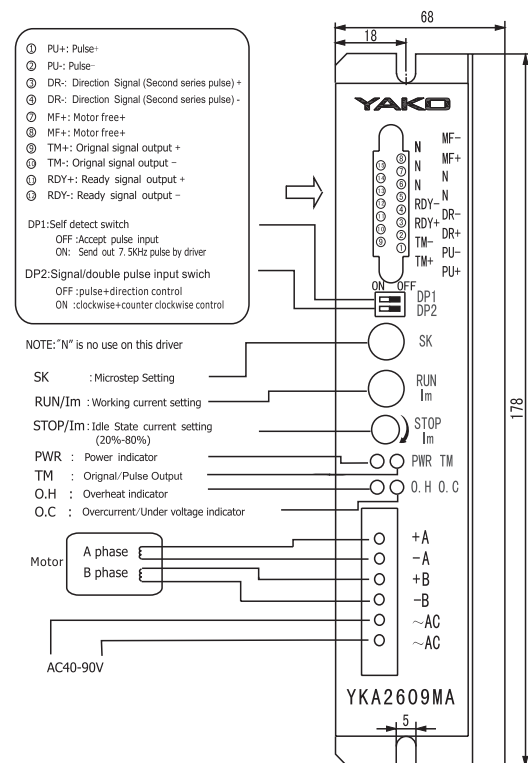 ① PU+: Pulse+
② PU-: Pulse-
③ DR-: Direction Signal (Second series pulse) +
④ DR-: Direction Signal (Second series pulse) -
⑦ MF+: Motor free+
⑧ MF+: Motor free+
⑨ TM+: Orignal signal output +
⑩ TM-: Orignal signal output -
⑪ RDY+: Ready signal output +
⑫ RDY-: Ready signal output -
DP1:Self detect switch
OFF :Accept pulse input
ON: Send out 7. 5KHz pulse by driver
DP2:Signal/double pulse input swich
OFF :pulse+direction control
ON :clockwise+counter clockwise control
NOTE:"N" is no use on this driver
SK :Microstep Setting
RUN/Im :Working current setting
STOP/Im :Idle State current setting
(20%-80%)
PWR : Power indicator
TM : Orignal/Pulse Output
O.H : Overheat indicator
O.C : Overcurrent/Under voltage indicator
Motor
A phase
B phase
AC40-90V
68
18
178
YAKO
N
N
N
N
RDY-
RDY+
TM-
TM+
MF-
MF+
N
N
DR-
DR+
PU-
PU+
⑮
⑭
⑬
⑫
⑪
⑩
⑨
⑧
⑦
⑥
⑤
④
③
②
①
ON OFF
DP1
DP2
SK
RUN
Im
STOP
Im
PWR TM
O.H O.C
+A
-A
+B
-B
~AC
~AC
YKA2609MA
5